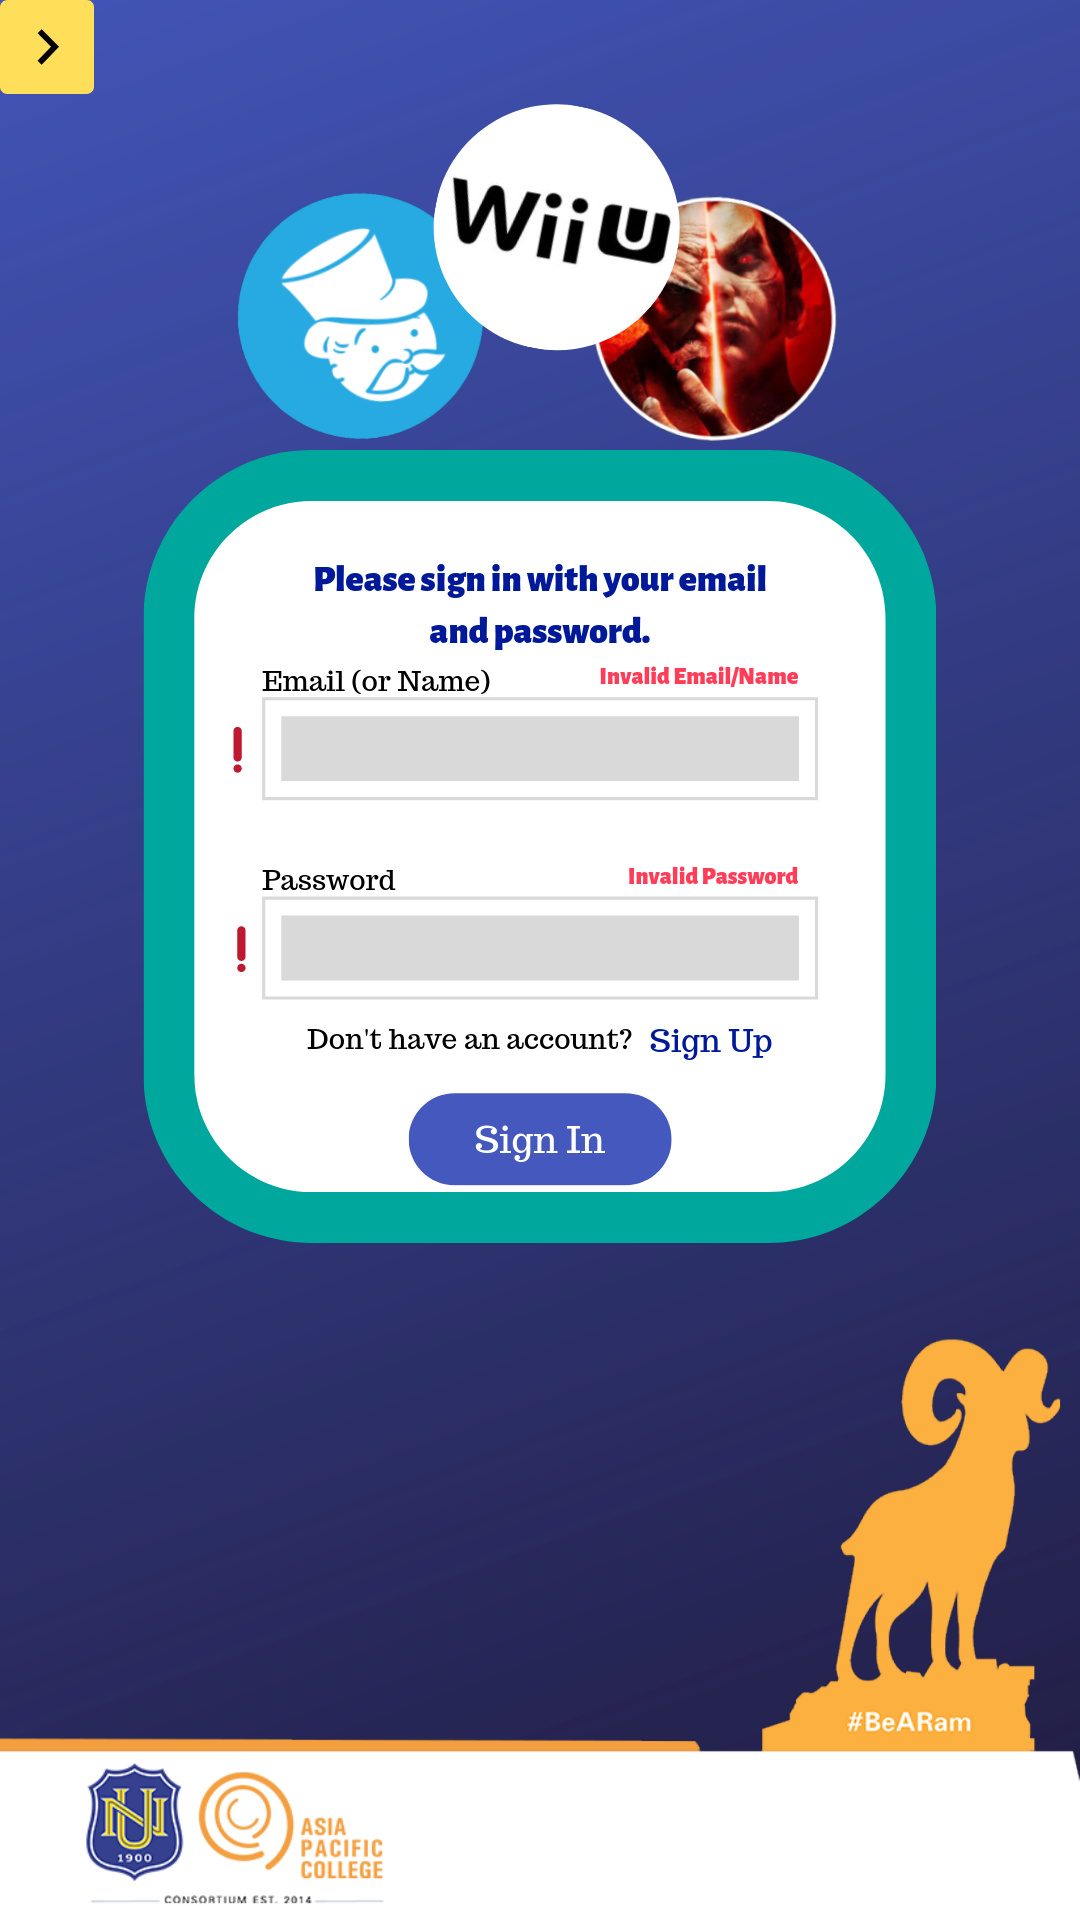 Wii U
Please sign in with your email
and password.
Email (or Name)
Invalid Email/Name
Password
Invalid Password
Don't have an account? Sign Up
Sign In
#BeARam
NU
1900
ASIA
PACIFIC
COLLEGE
CONSORTIUM EST. 2014